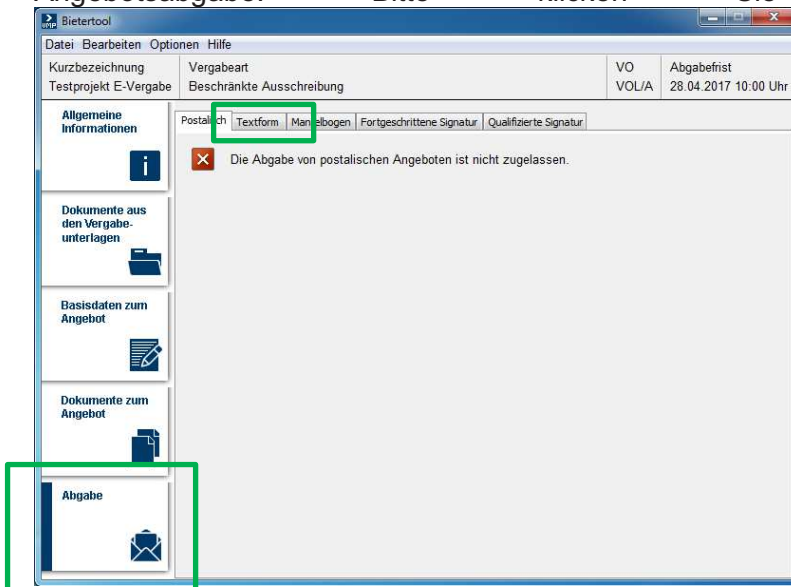 Angebotsabgabe. Bitte klicken Sie
Bietertool
Datei Bearbeiten Optionen Hilfe
Kurzbezeichnung Vergabeart VO Abgabefrist
Testprojekt E-Vergabe Beschränkte Ausschreibung VOL/A 28.04.2017 10:00 Uhr
Allgemeine
Informationen
Postalisch Textform Mantelbogen Fortgeschrittene Signatur Qualifizierte Signatur
Die Abgabe von postalischen Angeboten ist nicht zugelassen.
Dokumente aus
den Vergabe-
unterlagen
Basisdaten zum
Angebot
Dokumente zum
Angebot
Abgabe